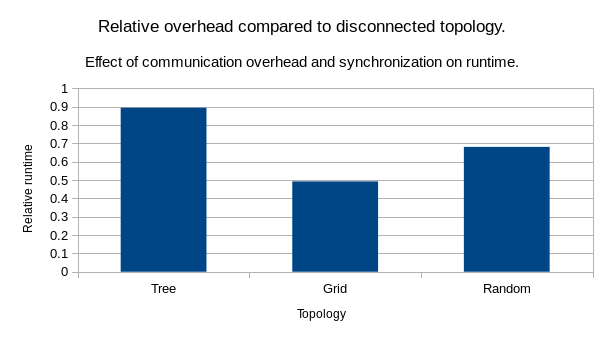 Relative overhead compared to disconnected topology.
Effect of communication overhead and synchronization on runtime.
1
0.9
0.8
0.7
0.6
0.5
0.4
0.3
0.2
0.1
0
Relative runtime
Tree Grid Random
Topology